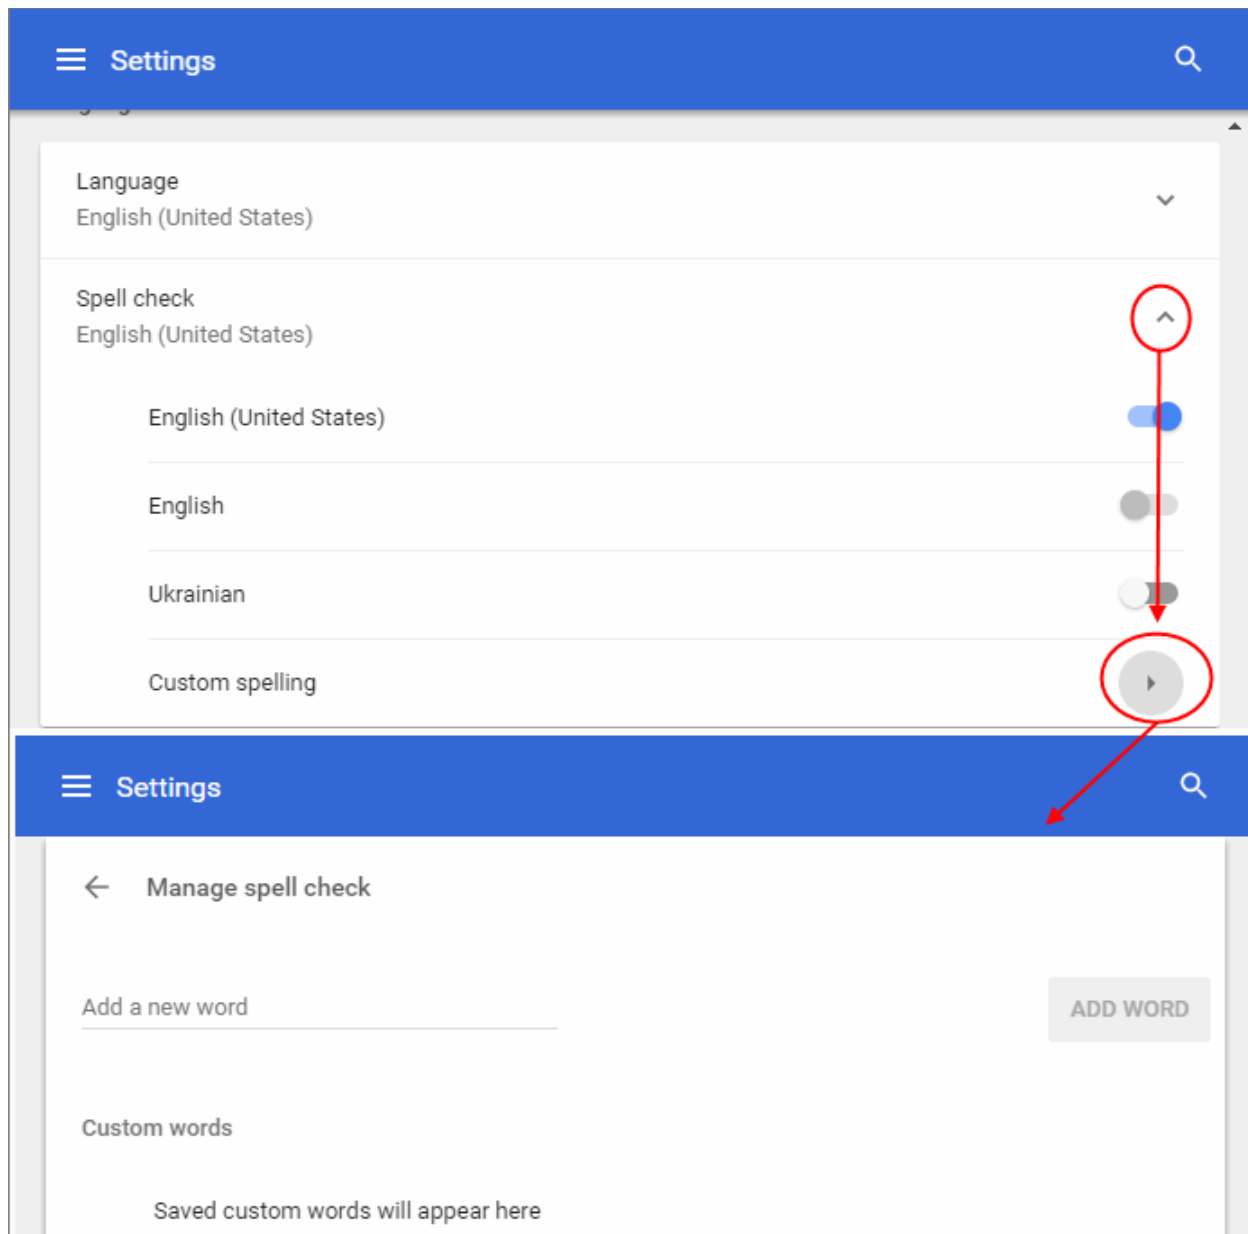 Settings
Language
English (United States)
Spell check
English (United States)
English (United States)
English
Ukrainian
Custom spelling
Settings
Manage spell check
Add a new word
ADD WORD
Custom words
Saved custom words will appear here